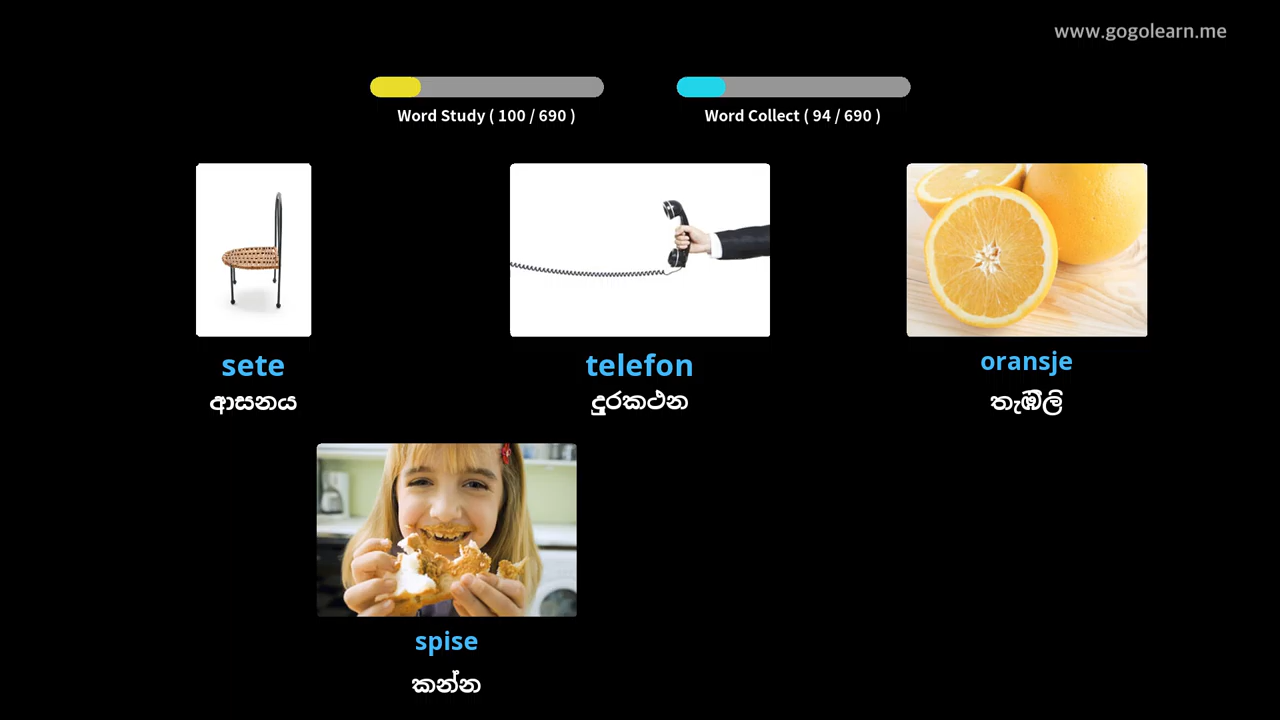 www.gogolearn.me
Word Study ( 100 / 690 )
Word Collect ( 94 / 690 )
sete
telefon
oransje
ආසනය
දුරකථන
තැඹිලි
spise
කන්න